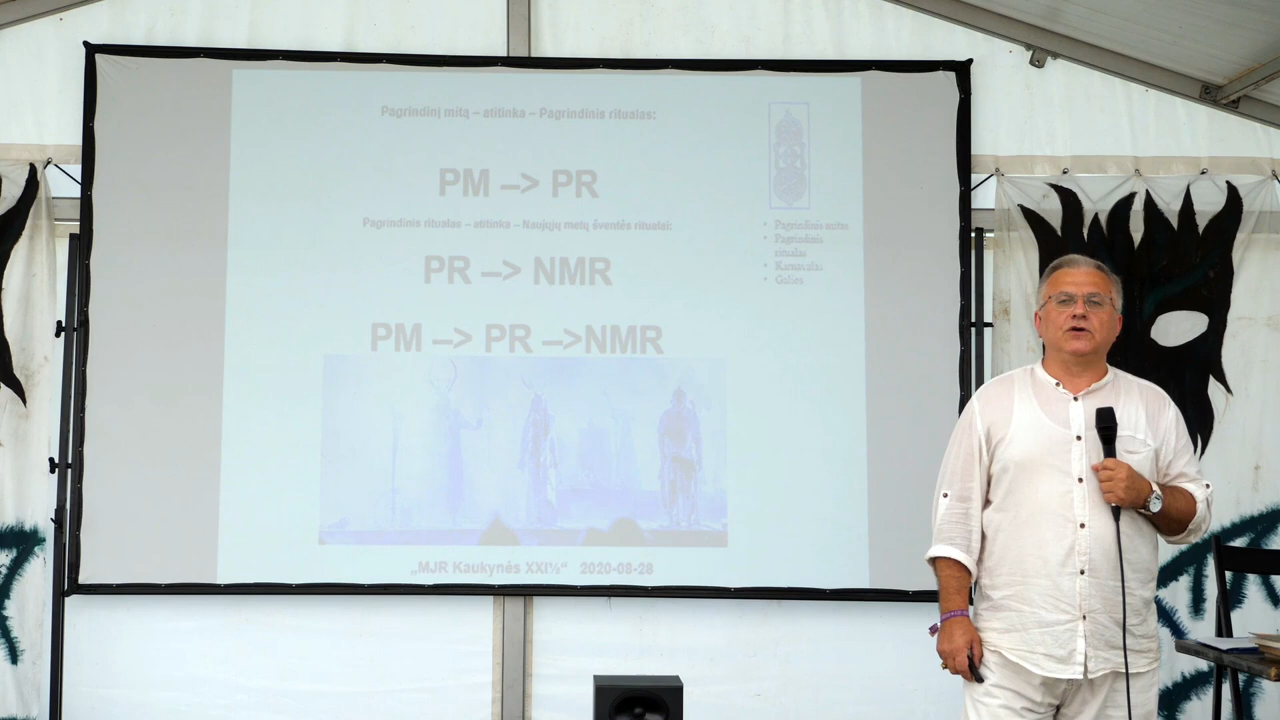 Pagrindinį mitą – atitinka – Pagrindinis ritualas:
PM –> PR
Pagrindinis ritualas – atitinka – Naujųjų metų šventės ritualai:
PR –> NMR
PM –> PR –>NMR
• Pagrindinis mitas
• Pagrindinis
ritualas
• Karnavalas
• Galios
„MJR Kaukynės XXI½“ 2020-08-28